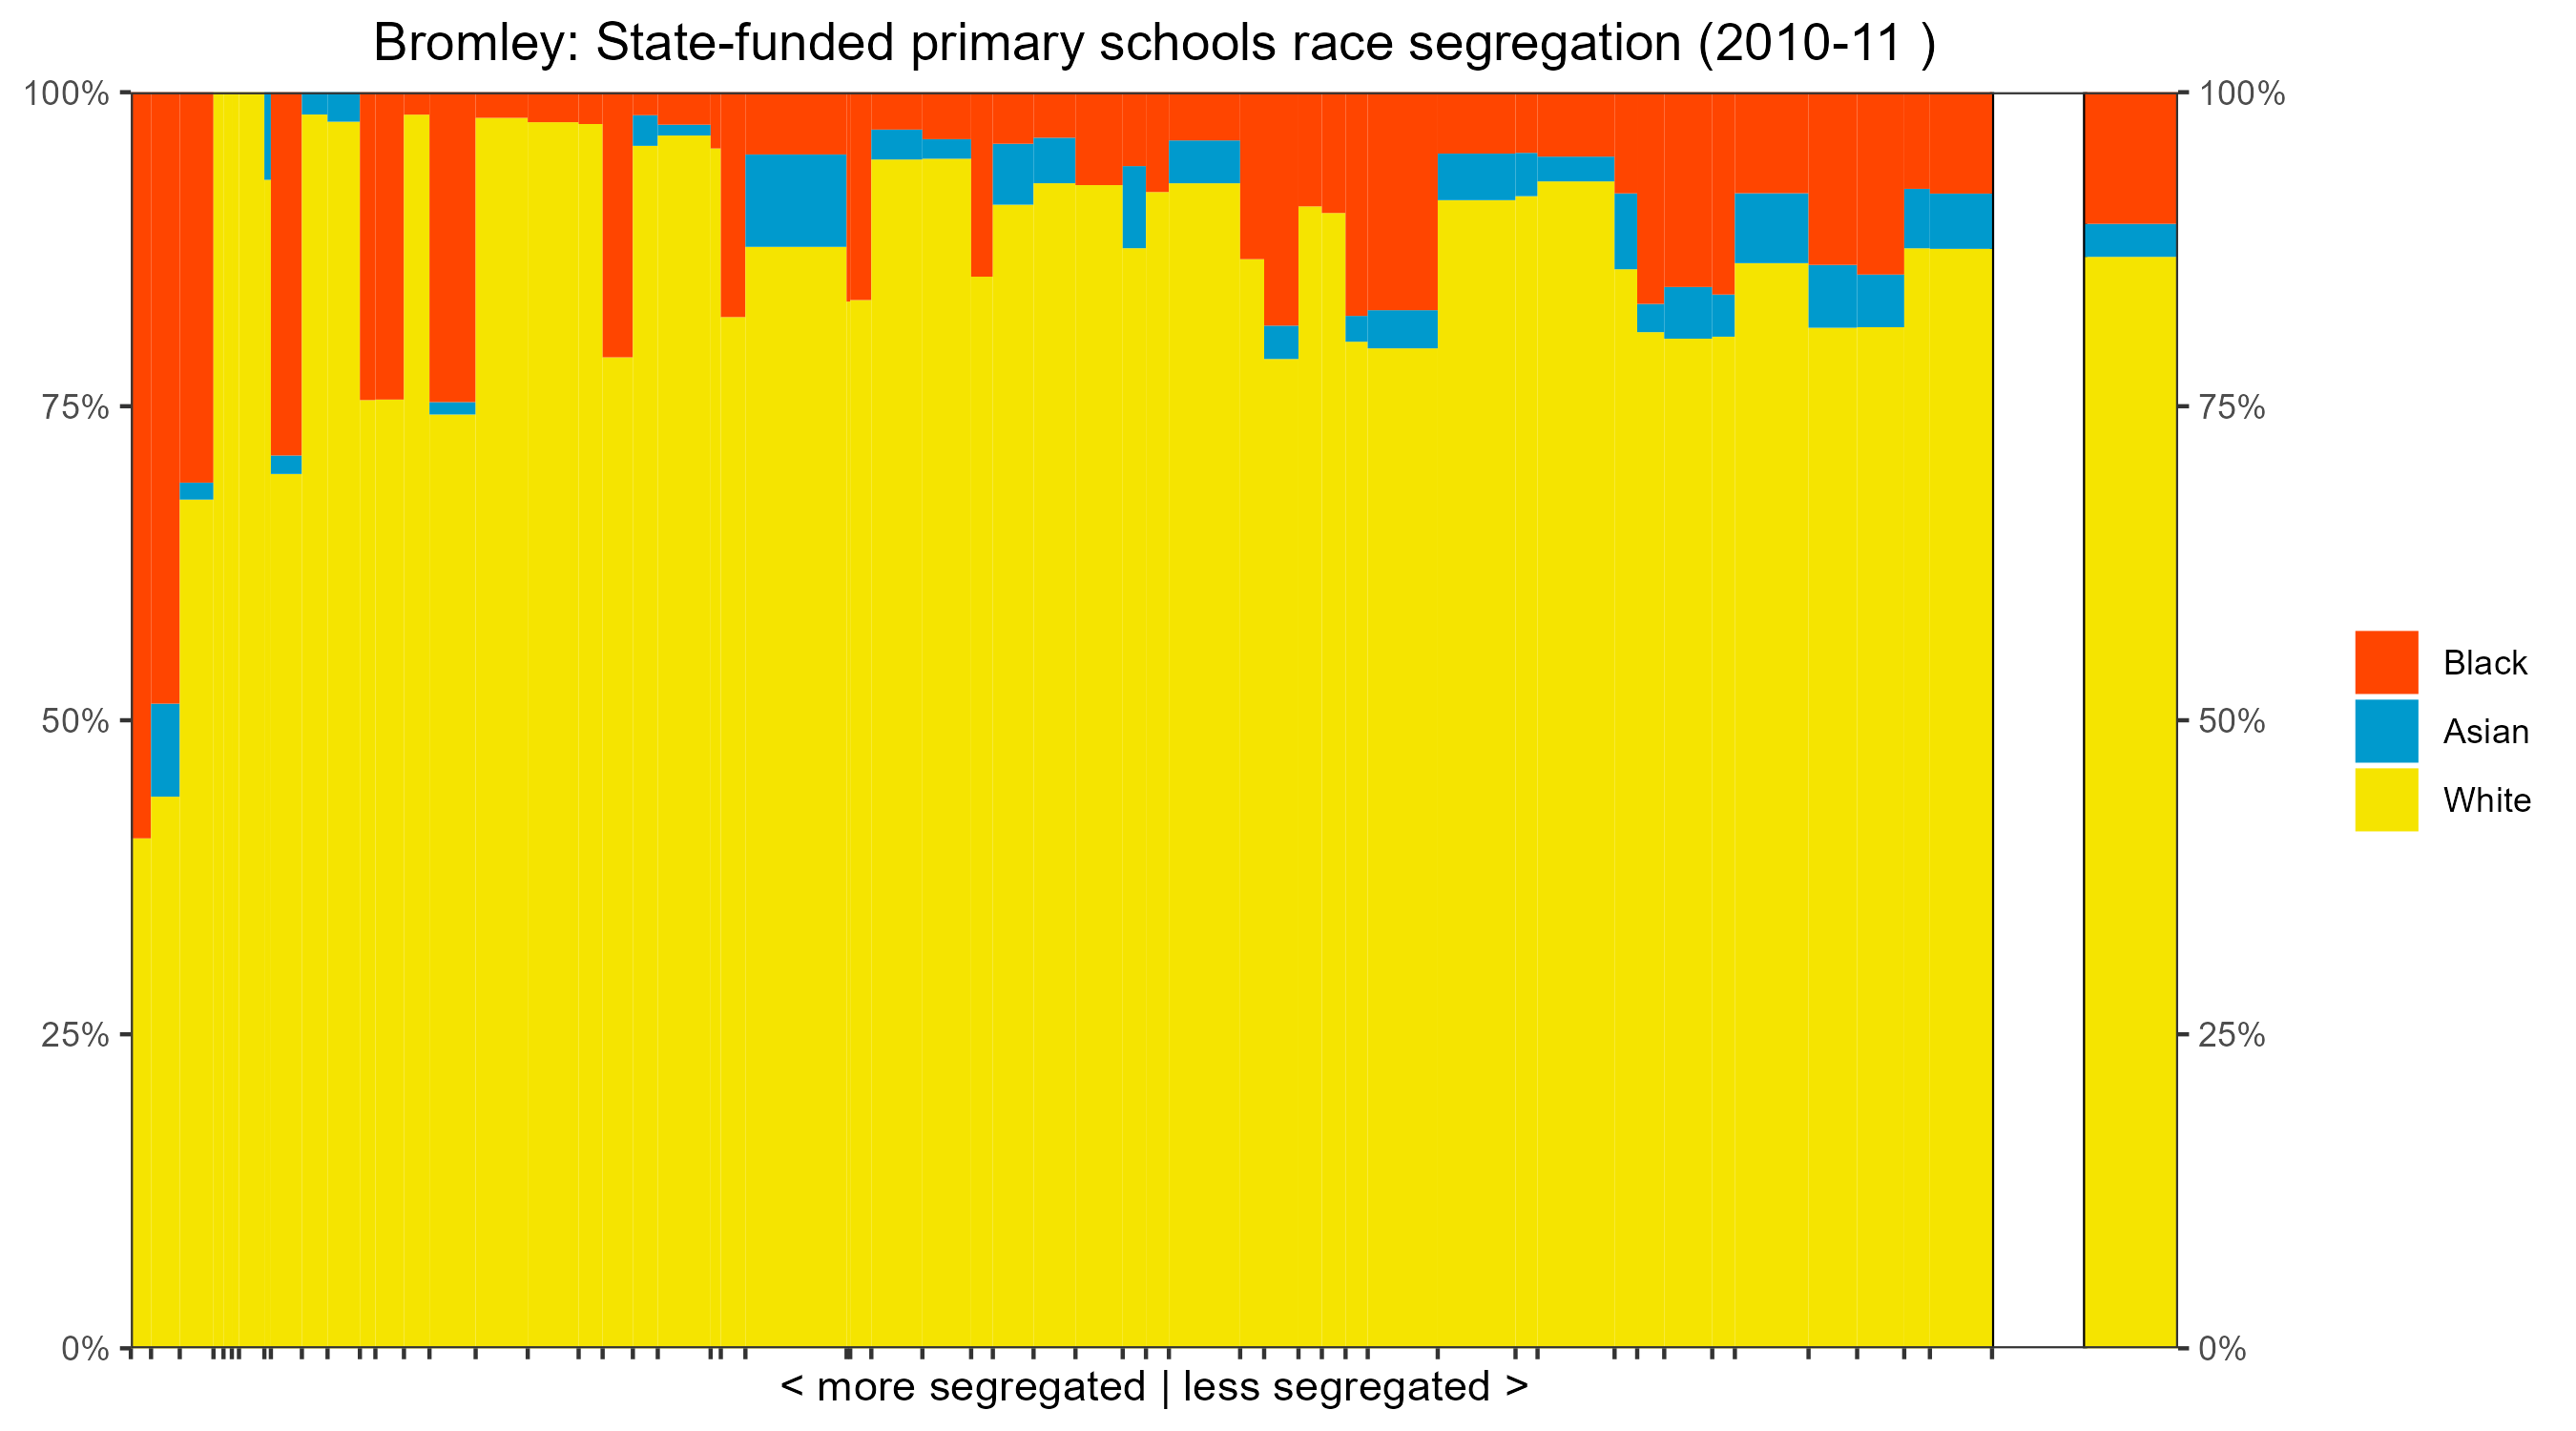 Bromley: State-funded primary schools race segregation (2010-11 )
100%
75%
50%
25%
0%
100%
75%
50%
25%
0%
Black
Asian
White
< more segregated | less segregated >